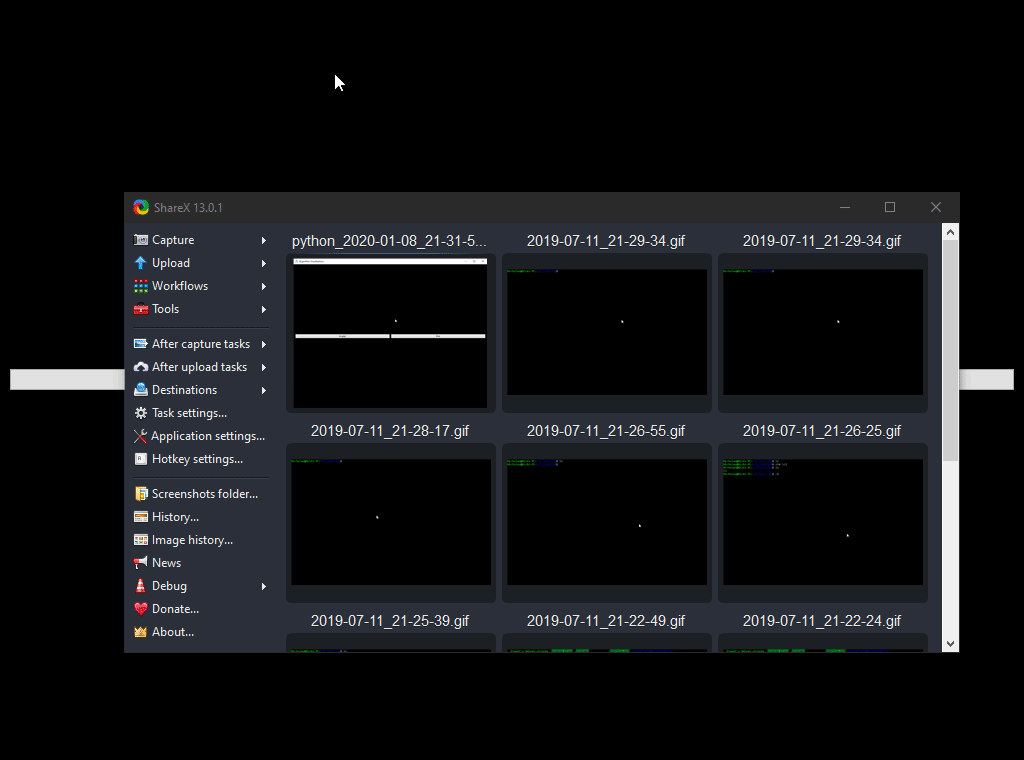 ShareX 13.0.1
Capture
Upload
Workflows
Tools
After capture tasks
After upload tasks
Destinations
Task settings...
Application settings...
Hotkey settings...
Screenshots folder...
History...
Image history...
News
Debug
Donate...
About...
python_2020-01-08_21-31-5...
2019-07-11_21-29-34.gif
2019-07-11_21-29-34.gif
2019-07-11_21-28-17.gif
2019-07-11_21-26-55.gif
2019-07-11_21-26-25.gif
2019-07-11_21-25-39.gif
2019-07-11_21-22-49.gif
2019-07-11_21-22-24.gif